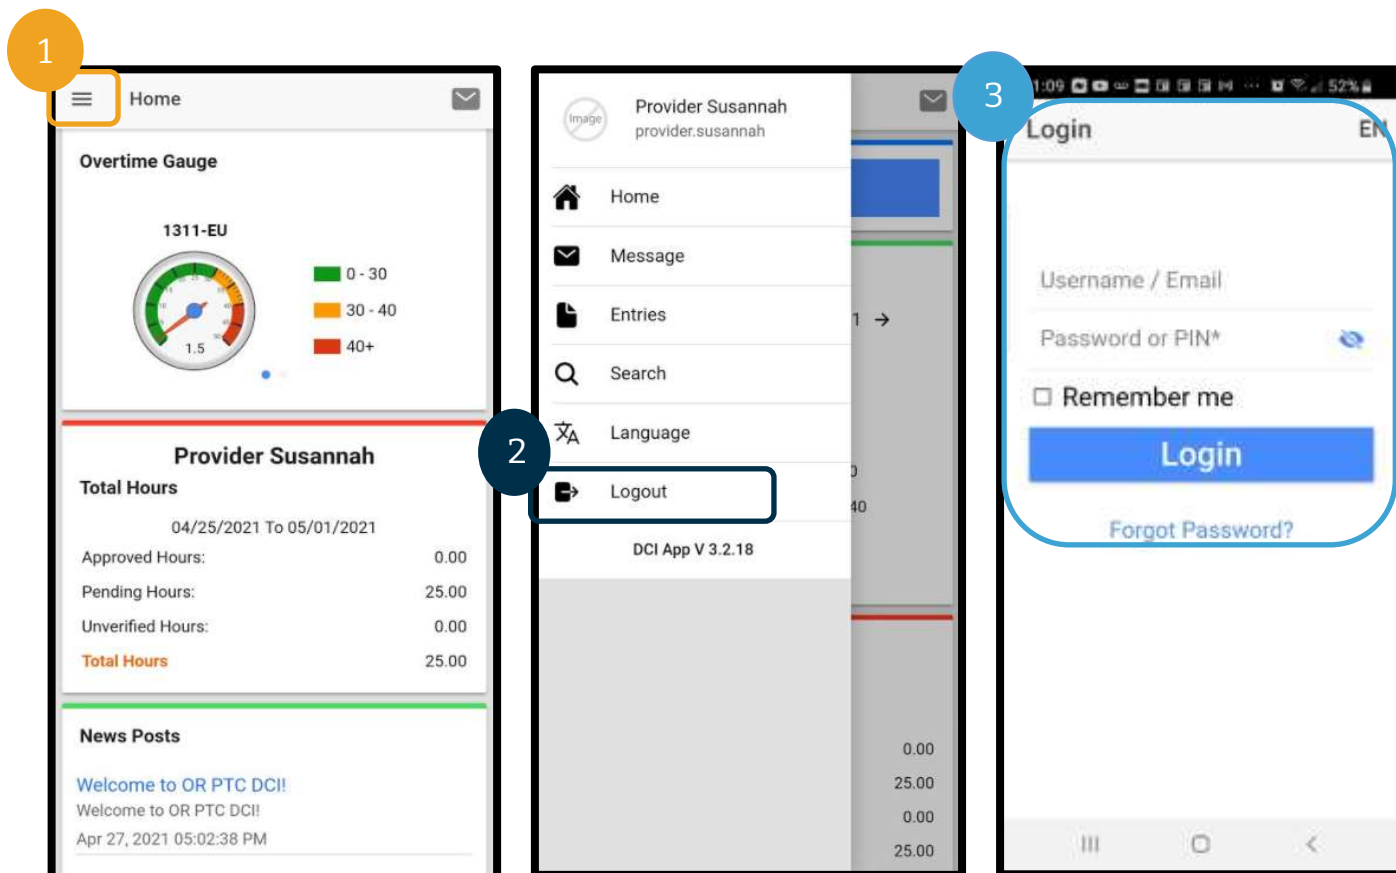 1
Home
Overtime Gauge
1311-EU
1.5
0 - 30
30 - 40
40+
Provider Susannah
Total Hours
04/25/2021 To 05/01/2021
Approved Hours: 0.00
Pending Hours: 25.00
Unverified Hours: 0.00
Total Hours 25.00
News Posts
Welcome to OR PTC DCI!
Welcome to OR PTC DCI!
Apr 27, 2021 05:02:38 PM
2
Image
Provider Susannah
provider.susannah
Home
Message
Entries
Search
Language
Logout
DCI App V 3.2.18
1
40
0.00
25.00
0.00
25.00
3
1:09 52%
Login EN
Username / Email
Password or PIN*
Remember me
Login
Forgot Password?